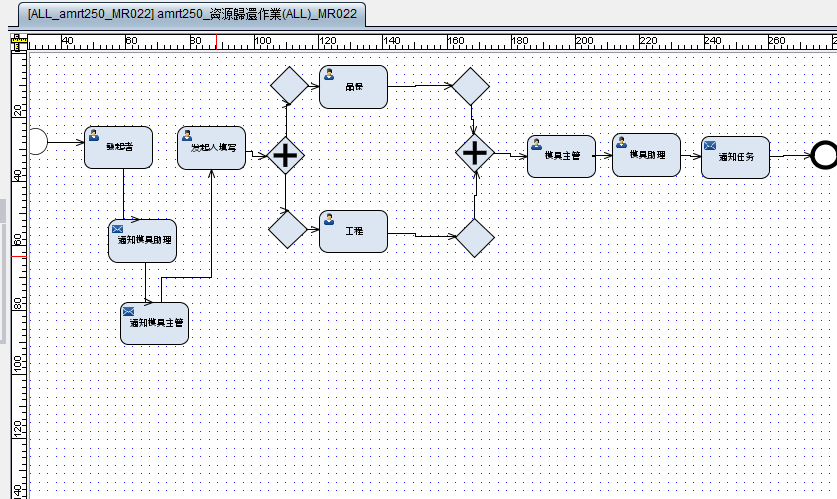 [ALL_amrt250_MR022] amrt250_資源歸還作業(ALL)_MR022
40 60 80 100 120 140 160 180 200 220 240 260
20
40
60
80
100
120
140
品保
發起者
发起人填写
模具主管
模具助理
通知任务
通知模具助理
工程
通知模具主管